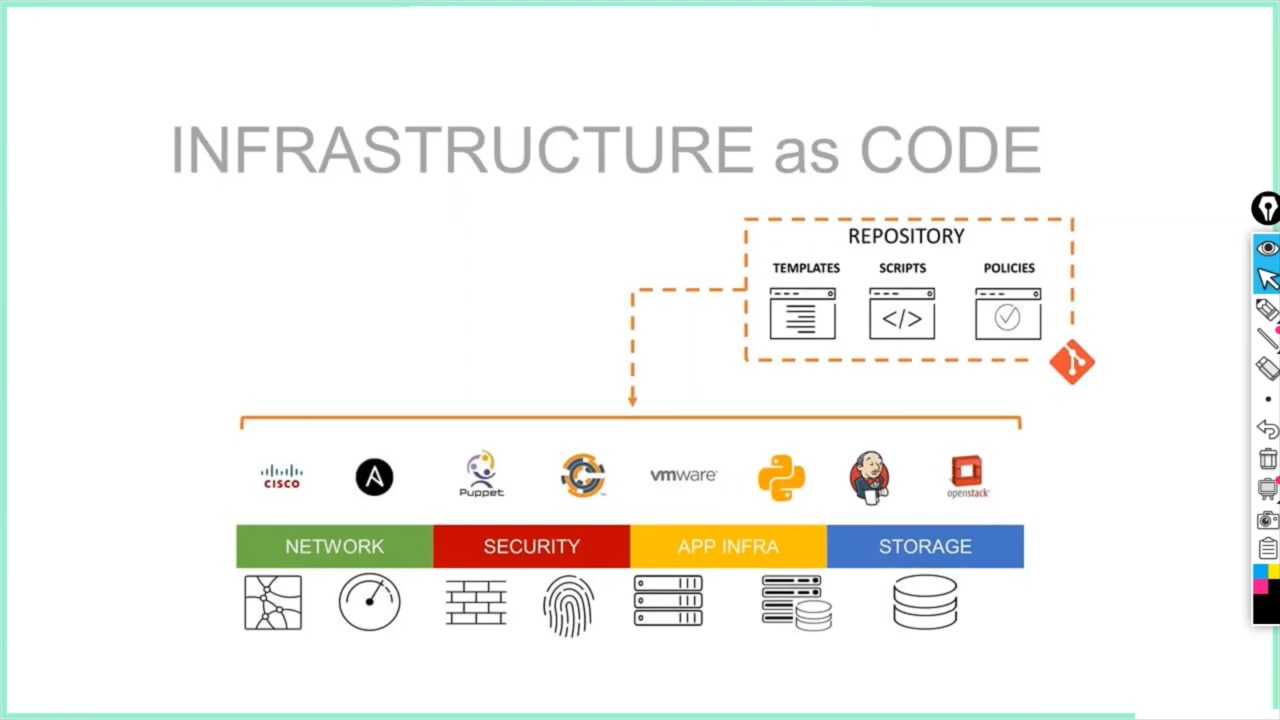 INFRASTRUCTURE as CODE
REPOSITORY
TEMPLATES SCRIPTS POLICIES
</>
CISCO Puppet vmware openstack
NETWORK SECURITY APP INFRA STORAGE